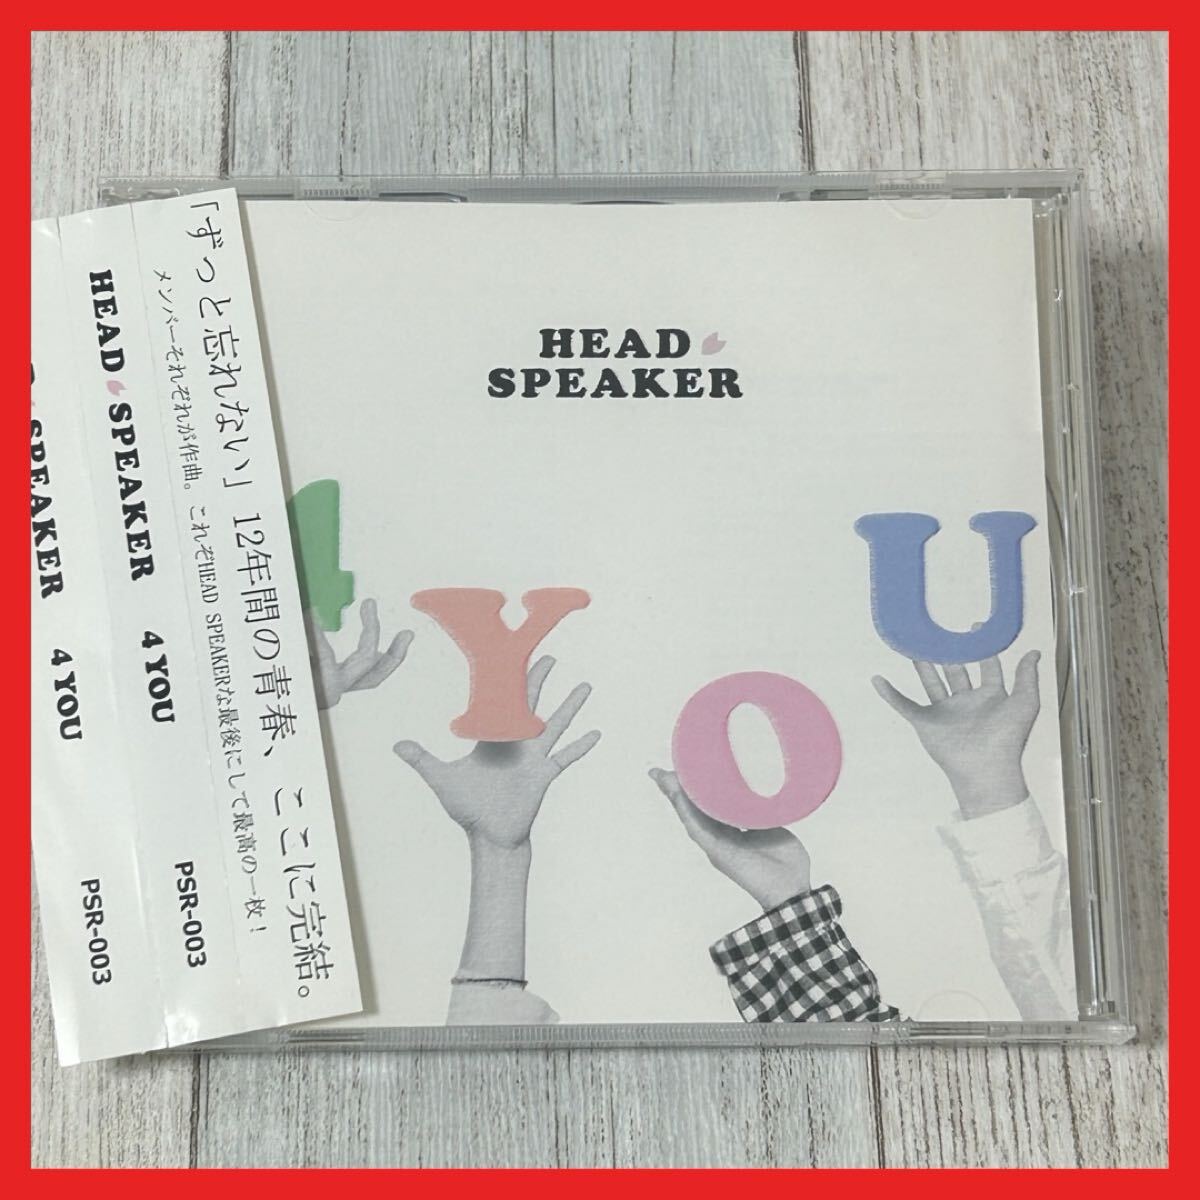 「ずっと忘れない」12年間の青春、ここに完結。
メンバーそれぞれが作曲。これぞHEAD SPEAKERな最後にして最高の一枚！
HEAD SPEAKER 4 YOU PSR-003
SPEAKER 4 YOU PSR-003
HEAD
SPEAKER
4 YOU